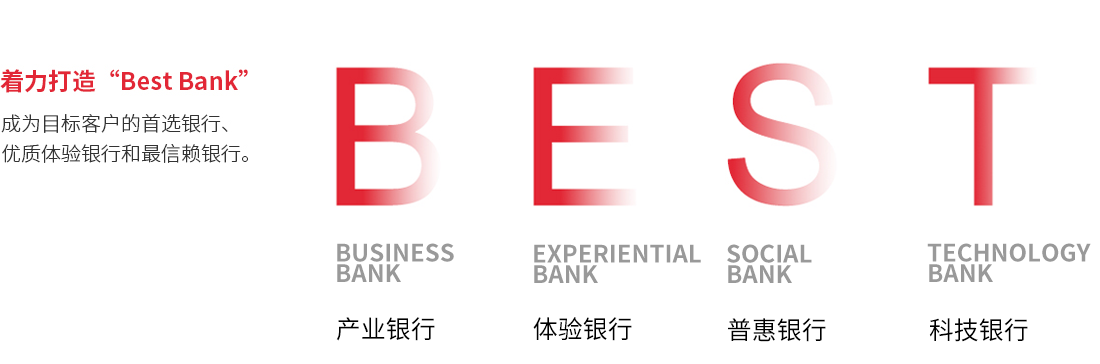 着力打造“Best Bank”
成为目标客户的首选银行、
优质体验银行和最信赖银行。
B E S T
BUSINESS
BANK
产业银行
EXPERIENTIAL
BANK
体验银行
SOCIAL
BANK
普惠银行
TECHNOLOGY
BANK
科技银行